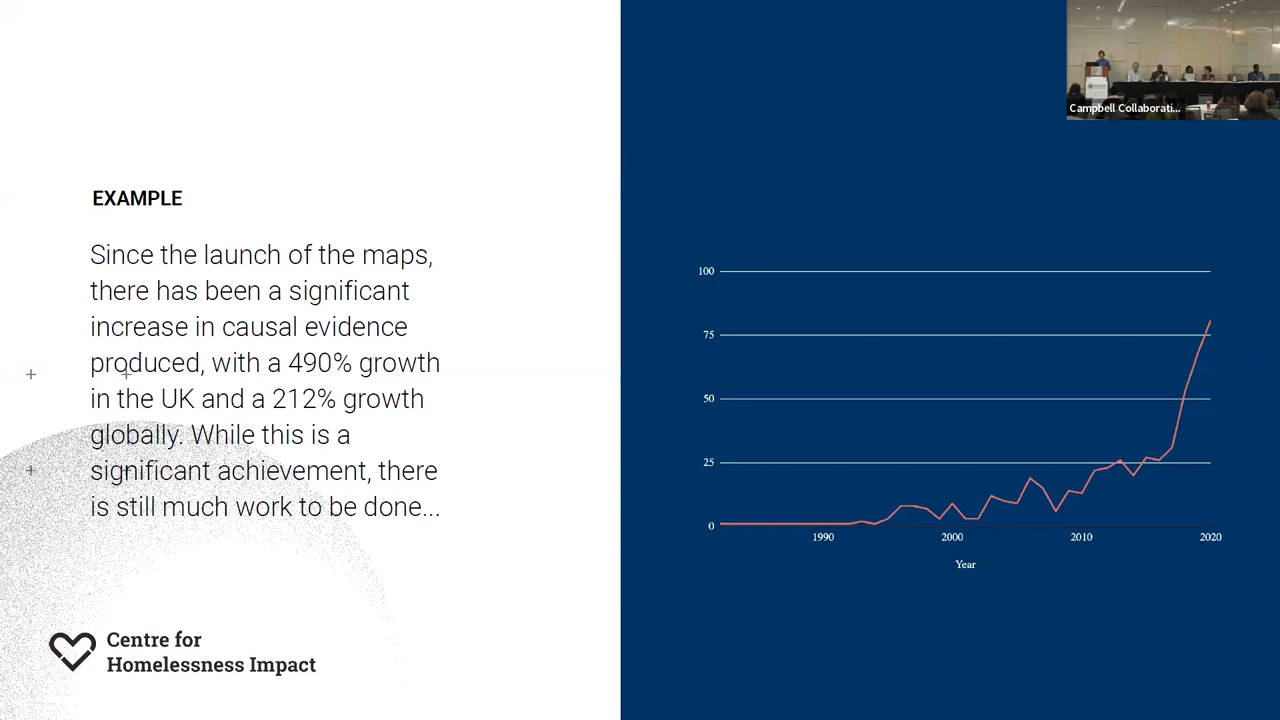 EXAMPLE
Since the launch of the maps,
there has been a significant
increase in causal evidence
produced, with a 490% growth
in the UK and a 212% growth
globally. While this is a
significant achievement, there
is still much work to be done...
Centre for
Homelessness Impact
Campbell Collaborati...
100
75
50
25
0
1990 2000 2010 2020
Year